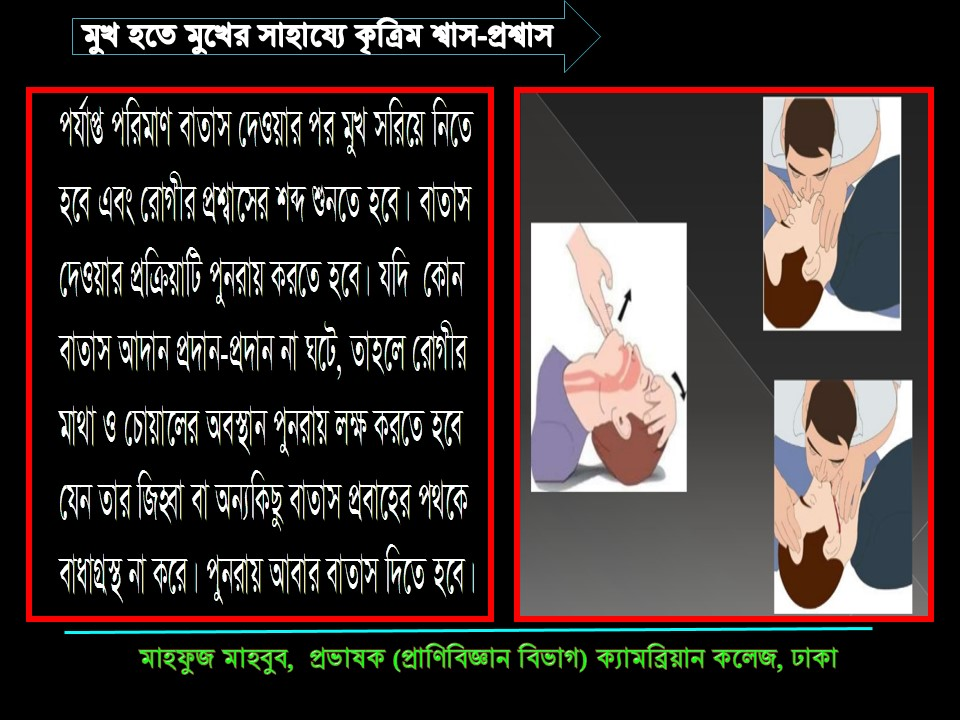 মুখ হতে মুখের সাহায্যে কৃত্রিম শ্বাস-প্রশ্বাস
পর্যাপ্ত পরিমাণ বাতাস দেওয়ার পর মুখ সরিয়ে নিতে
হবে এবং রোগীর প্রশ্বাসের শব্দ শুনতে হবে। বাতাস
দেওয়ার প্রক্রিয়াটি পুনরায় করতে হবে। যদি কোন
বাতাস আদান প্রদান-প্রদান না ঘটে, তাহলে রোগীর
মাথা ও চোয়ালের অবস্থান পুনরায় লক্ষ করতে হবে
যেন তার জিহ্বা বা অন্যকিছু বাতাস প্রবাহের পথকে
বাধাগ্রস্থ না করে। পুনরায় আবার বাতাস দিতে হবে।
মাহফুজ মাহবুব, প্রভাষক (প্রাণিবিজ্ঞান বিভাগ) ক্যামব্রিয়ান কলেজ, ঢাকা